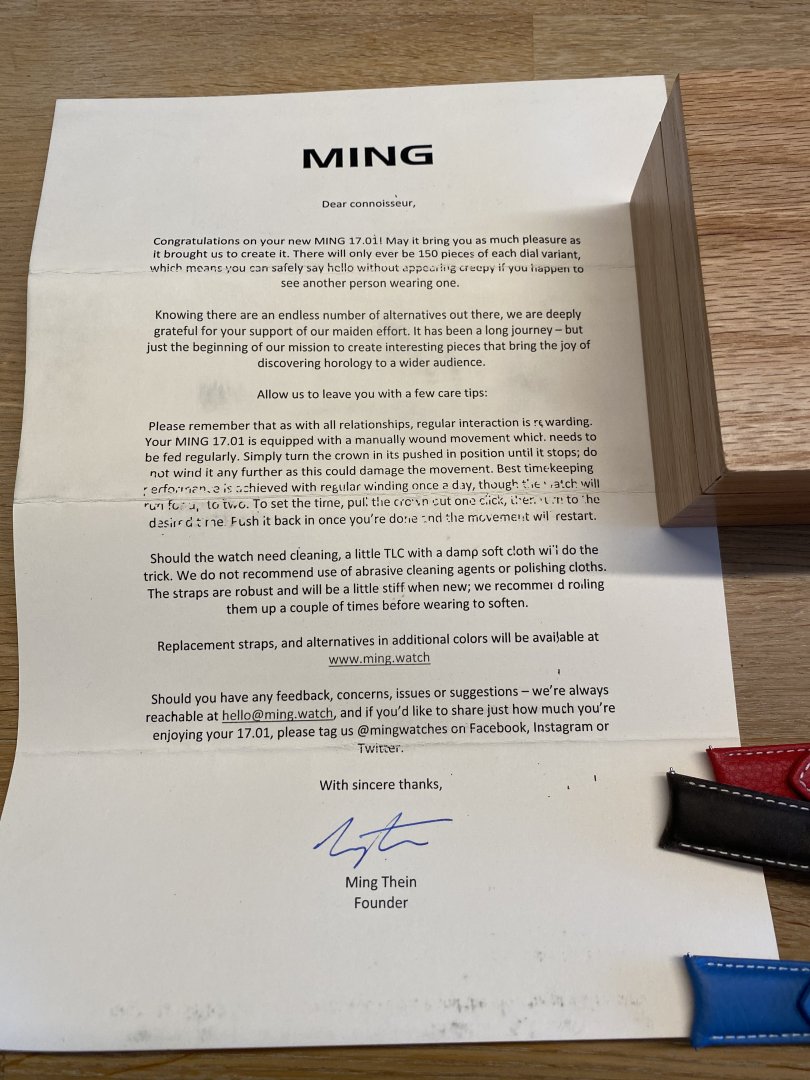 MING
Dear connoisseur,
Congratulations on your new MING 17.01! May it bring you as much pleasure as
it brought us to create it. There will only ever be 150 pieces of each dial variant,
which means you can safely say hello without appearing creepy if you happen to
see another person wearing one.
Knowing there are an endless number of alternatives out there, we are deeply
grateful for your support of our maiden effort. It has been a long journey – but
just the beginning of our mission to create interesting pieces that bring the joy of
discovering horology to a wider audience.
Allow us to leave you with a few care tips:
Please remember that as with all relationships, regular interaction is rewarding.
Your MING 17.01 is equipped with a manually wound movement which needs to
be fed regularly. Simply turn the crown in its pushed in position until it stops; do
not wind it any further as this could damage the movement. Best timekeeping
performance is achieved with regular winding once a day, though the watch will
run for up to two. To set the time, pull the crown out one click, then turn to the
desired time. Push it back in once you're done and the movement will restart.
Should the watch need cleaning, a little TLC with a damp soft cloth will do the
trick. We do not recommend use of abrasive cleaning agents or polishing cloths.
The straps are robust and will be a little stiff when new; we recommend rolling
them up a couple of times before wearing to soften.
Replacement straps, and alternatives in additional colors will be available at
www.ming.watch
Should you have any feedback, concerns, issues or suggestions – we're always
reachable at hello@ming.watch, and if you'd like to share just how much you're
enjoying your 17.01, please tag us @mingwatches on Facebook, Instagram or
Twitter.
With sincere thanks,
Ming Thein
Founder